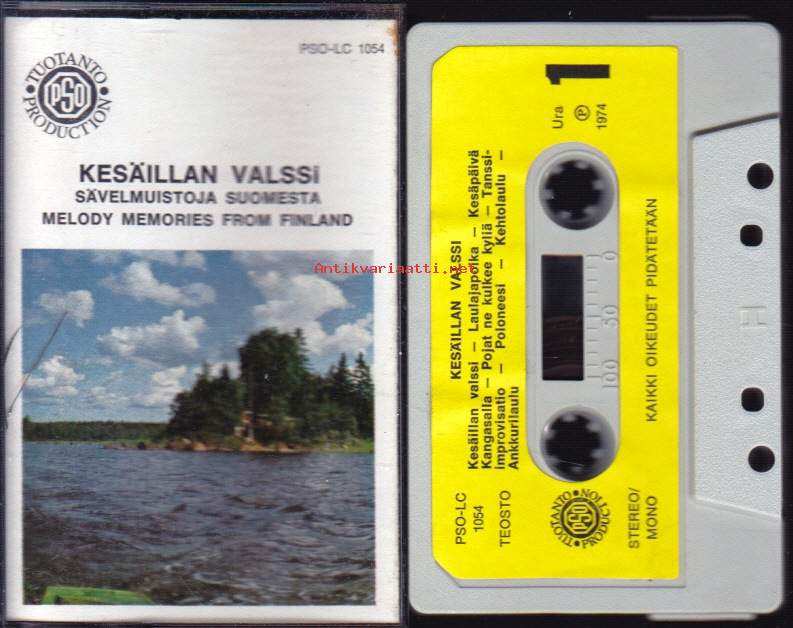 PSO-LC 1054
TUOTANTO
PSO
PRODUCTION
KESÄILLAN VALSSI
SÄVELMUISTOJA SUOMESTA
MELODY MEMORIES FROM FINLAND
Antikvariaatti.net
KESÄILLAN VALSSI
Kesäillan valssi – Laulajapoika – Kesäpäivä
Kangasalla – Pojat ne kulkee kyliä – Tanssi-
improvisatio – Poloneesi – Kehtolaulu –
Ankkurilaulu
Ura 1
P 1974
0
50
100
PSO-LC
1054
TEOSTO
TUOTANTO
PSO
STEREO/
MONO
KAIKKI OIKEUDET PIDÄTETÄÄN
H